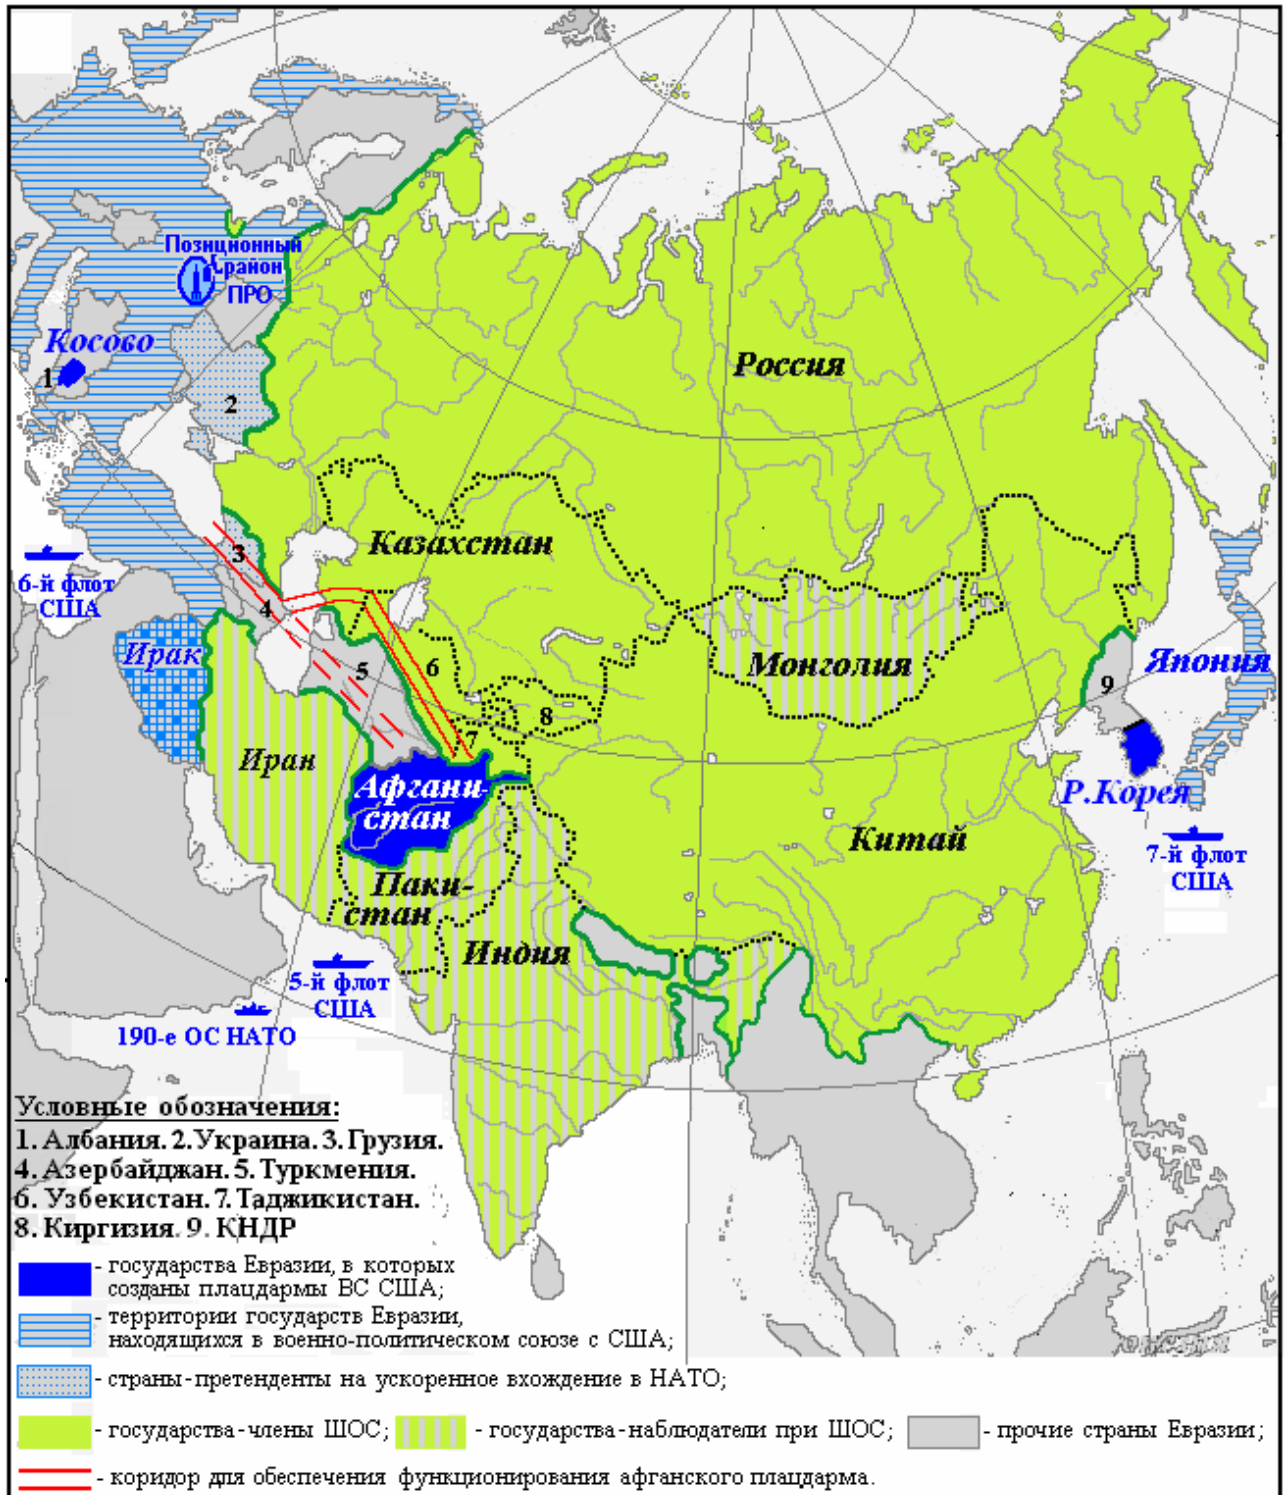 Позиционный
район
ПРО
Косово
1
2
Россия
Казахстан
3
6-й флот
США
4
Ирак
5
6
Монголия
Япония
9
8
7
Иран
Афгани-
стан
Р.Корея
Китай
7-й флот
США
Паки-
стан
Индия
5-й флот
США
190-е ОС НАТО
Условные обозначения:
1. Албания. 2. Украина. 3. Грузия.
4. Азербайджан. 5. Туркмения.
6. Узбекистан. 7. Таджикистан.
8. Киргизия. 9. КНДР
- государства Евразии, в которых
созданы плацдармы ВС США;
- территории государств Евразии,
находящихся в военно-политическом союзе с США;
- страны-претенденты на ускоренное вхождение в НАТО;
- государства-члены ШОС;
- государства-наблюдатели при ШОС;
- прочие страны Евразии;
- коридор для обеспечения функционирования афганского плацдарма.